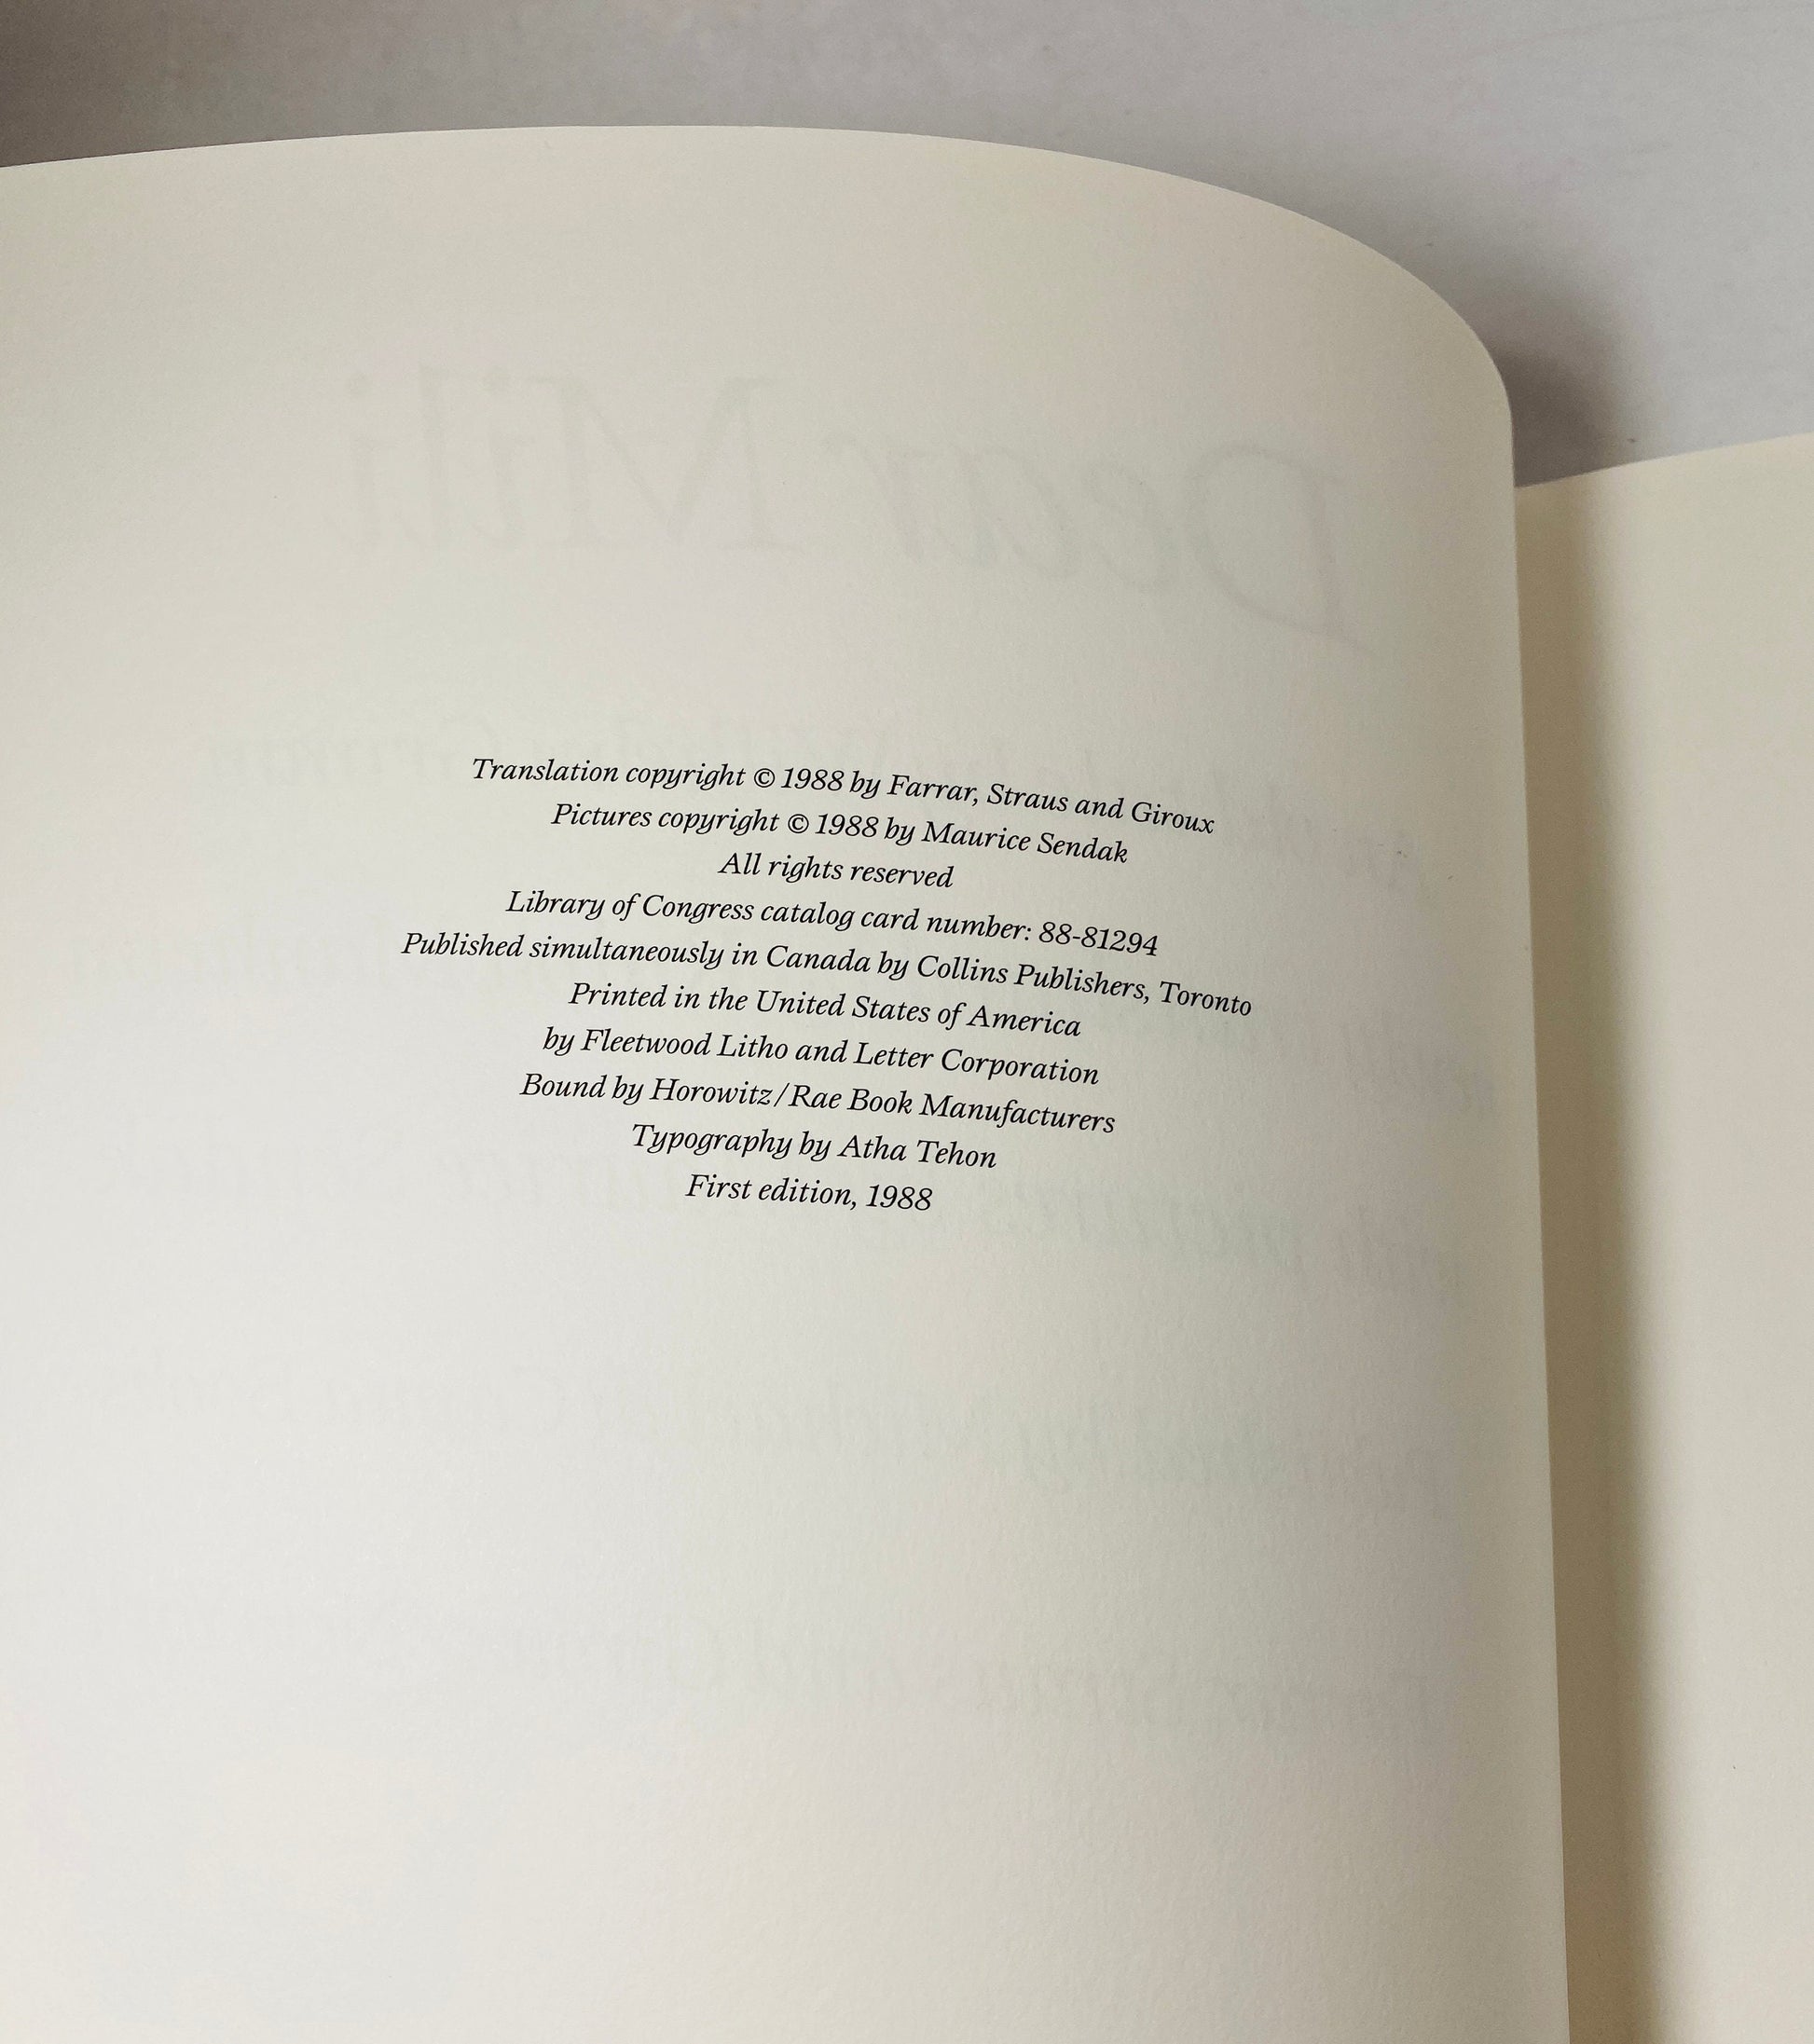 Dear Mili
Translation copyright © 1988 by Farrar, Straus and Giroux
Pictures copyright © 1988 by Maurice Sendak
All rights reserved
Library of Congress catalog card number: 88-81294
Published simultaneously in Canada by Collins Publishers, Toronto
Printed in the United States of America
by Fleetwood Litho and Letter Corporation
Bound by Horowitz/Rae Book Manufacturers
Typography by Atha Tehon
First edition, 1988